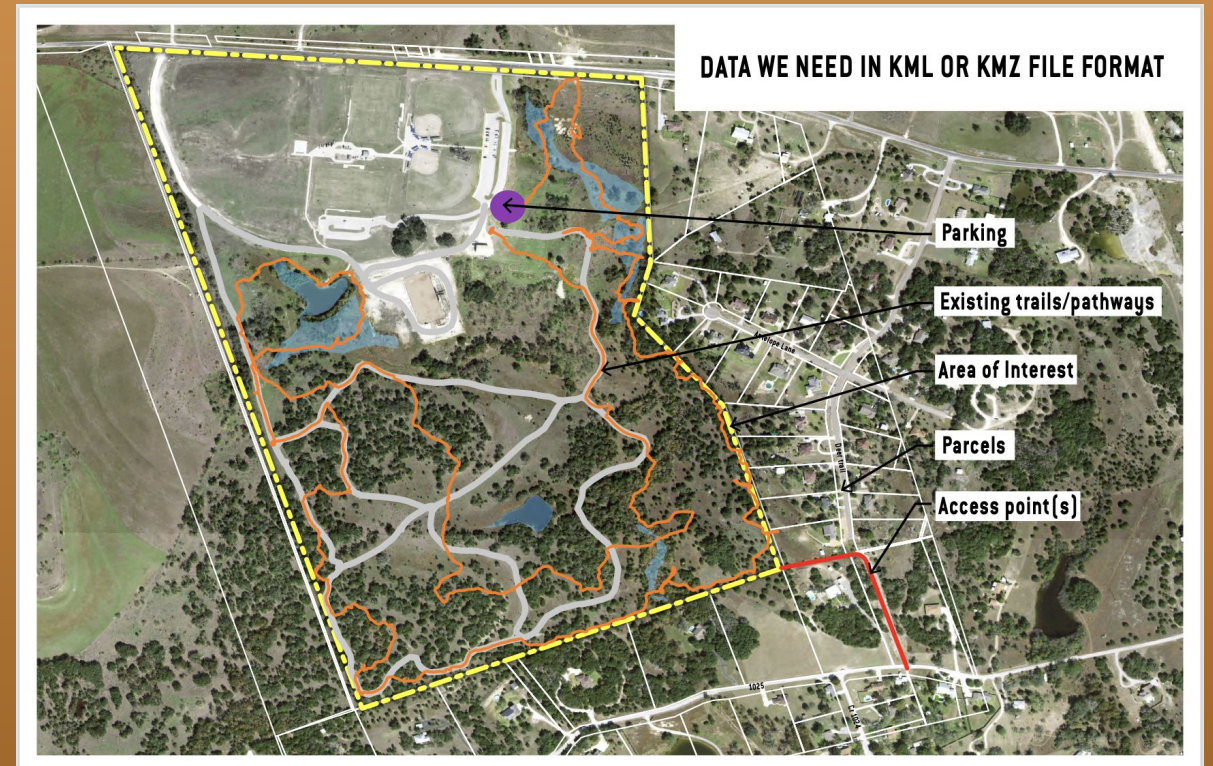 DATA WE NEED IN KML OR KMZ FILE FORMAT
Parking
Existing trails/pathways
Area of Interest
Parcels
Access point(s)
1025